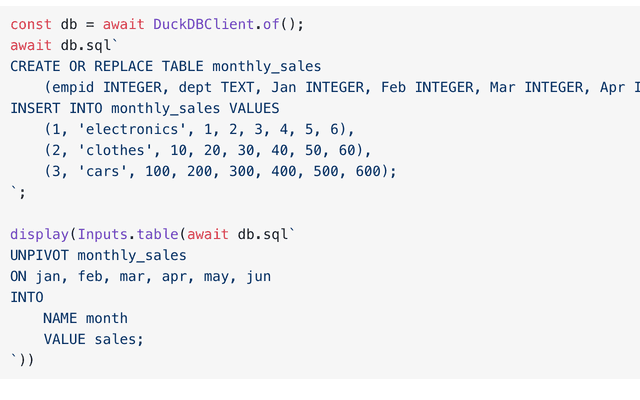 const db = await DuckDBClient.of();
await db.sql`
CREATE OR REPLACE TABLE monthly_sales
    (empid INTEGER, dept TEXT, Jan INTEGER, Feb INTEGER, Mar INTEGER, Apr I
INSERT INTO monthly_sales VALUES
    (1, 'electronics', 1, 2, 3, 4, 5, 6),
    (2, 'clothes', 10, 20, 30, 40, 50, 60),
    (3, 'cars', 100, 200, 300, 400, 500, 600);
`;

display(Inputs.table(await db.sql`
UNPIVOT monthly_sales
ON jan, feb, mar, apr, may, jun
INTO
    NAME month
    VALUE sales;
`))